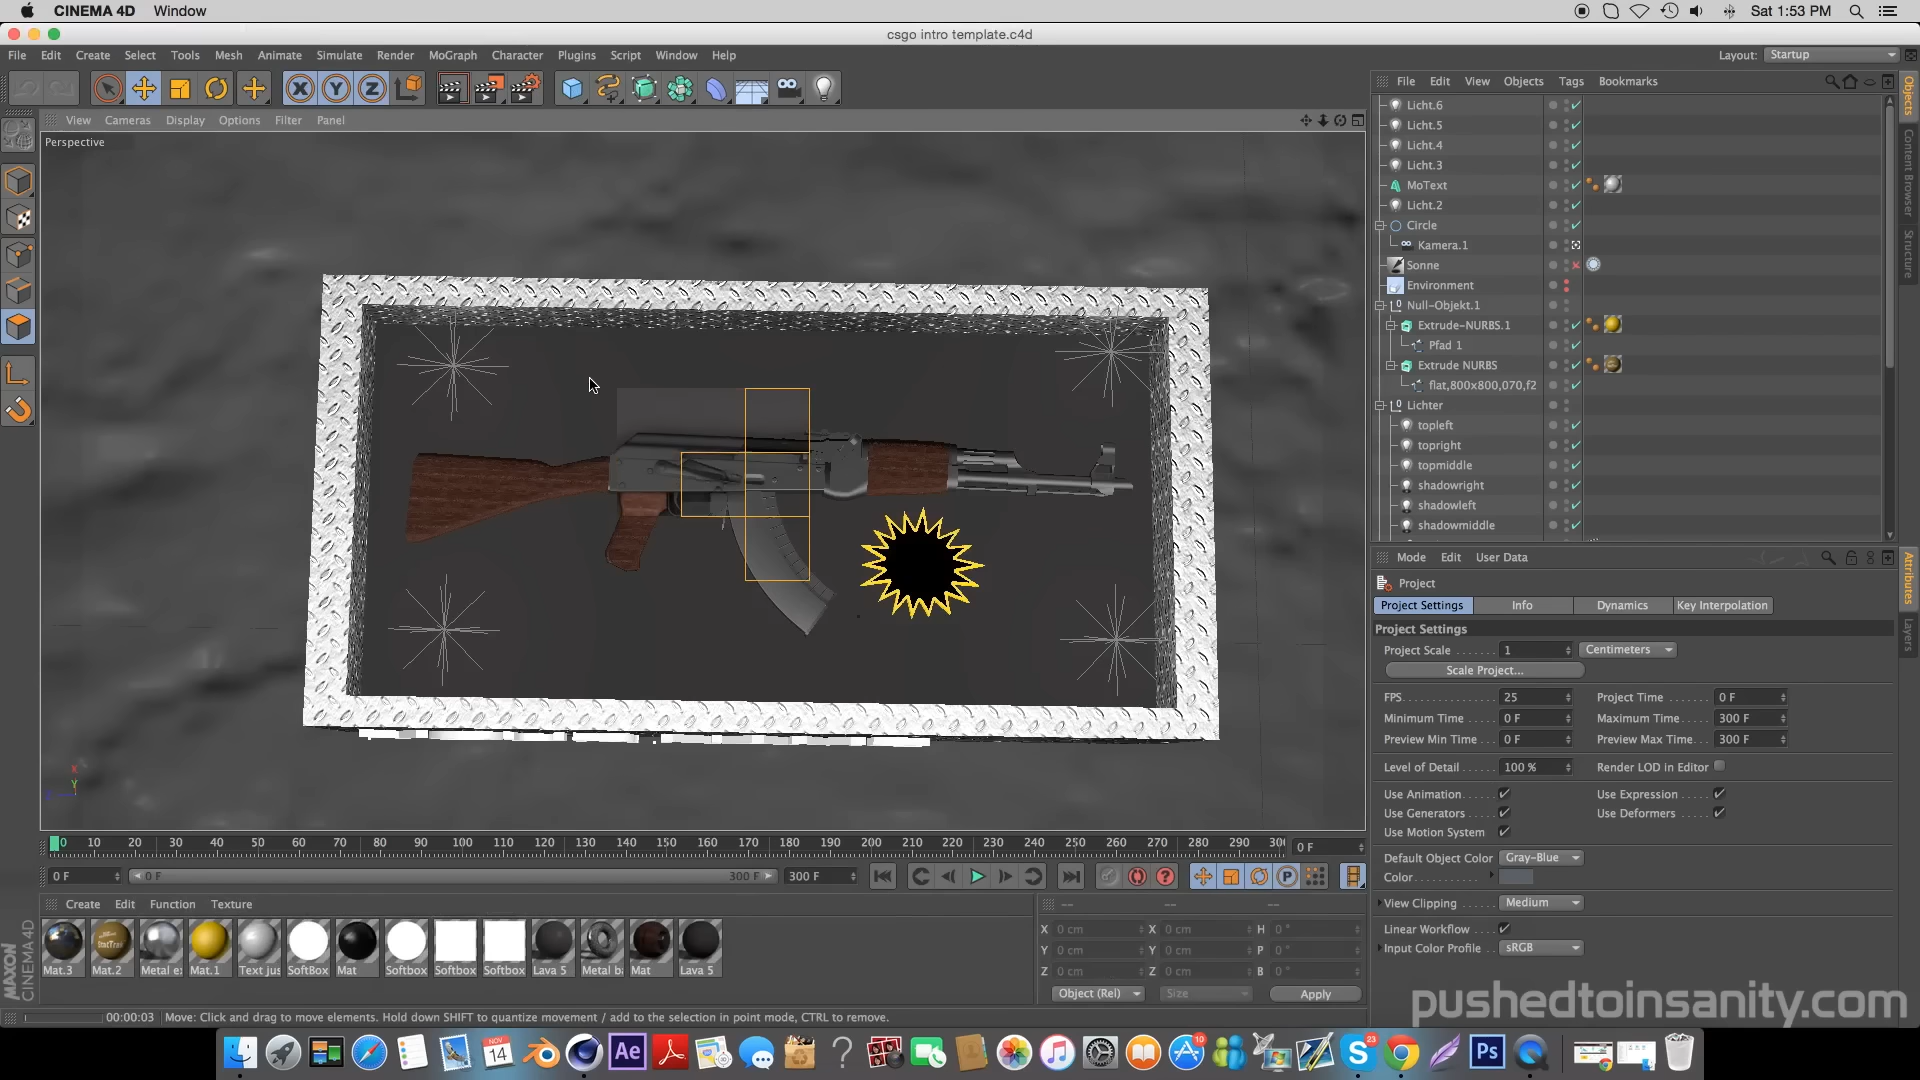 CINEMA 4D Window
Sat 1:53 PM
csgo intro template.c4d
File Edit Create Select Tools Mesh Animate Simulate Render MoGraph Character Plugins Script Window Help
Layout: Startup
View Cameras Display Options Filter Panel
Perspective
File Edit View Objects Tags Bookmarks
Licht.6
Licht.5
Licht.4
Licht.3
MoText
Licht.2
Circle
Kamera.1
Sonne
Environment
Null-Objekt.1
Extrude-NURBS.1
Pfad 1
Extrude NURBS
flat,800x800,070,f2
Lichter
topleft
topright
topmiddle
shadowright
shadowleft
shadowmiddle
Objects
Content Browser
Structure
Mode Edit User Data
Project
Project Settings Info Dynamics Key Interpolation
Project Settings
Project Scale 1 Centimeters
Scale Project...
FPS 25 Project Time 0 F
Minimum Time 0 F Maximum Time 300 F
Preview Min Time 0 F Preview Max Time 300 F
Level of Detail 100 % Render LOD in Editor
Use Animation Use Expression
Use Generators Use Deformers
Use Motion System
Default Object Color Gray-Blue
Color
View Clipping Medium
Linear Workflow
Input Color Profile sRGB
Attributes
Layers
0 10 20 30 40 50 60 70 80 90 100 110 120 130 140 150 160 170 180 190 200 210 220 230 240 250 260 270 280 290 0 F
0 F 0 F 300 F 300 F
Create Edit Function Texture
Mat.3 Mat.2 Metal e Mat.1 Text jus SoftBox Mat Softbox Softbox Softbox Lava 5 Metal b Mat Lava 5
StatTrak
X 0 cm X 0 cm H 0 °
Y 0 cm Y 0 cm P 0 °
Z 0 cm Z 0 cm B 0 °
Object (Rel) Size Apply
MAXON
CINEMA 4D
00:00:03 Move: Click and drag to move elements. Hold down SHIFT to quantize movement / add to the selection in point mode, CTRL to remove.
pushedtoinsanity.com
NOV
14
Ae
10
23
Ps